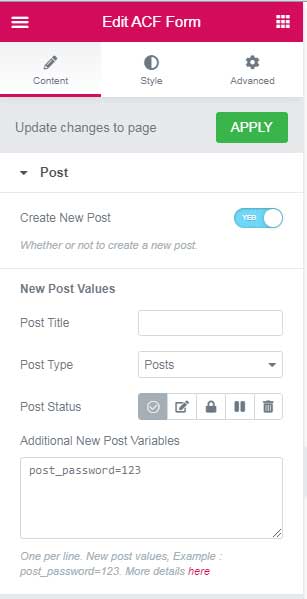 Edit ACF Form
Content
Style
Advanced
Update changes to page
APPLY
Post
Create New Post
YES
Whether or not to create a new post.
New Post Values
Post Title
Post Type
Posts
Post Status
Additional New Post Variables
post_password=123
One per line. New post values, Example :
post_password=123. More details here